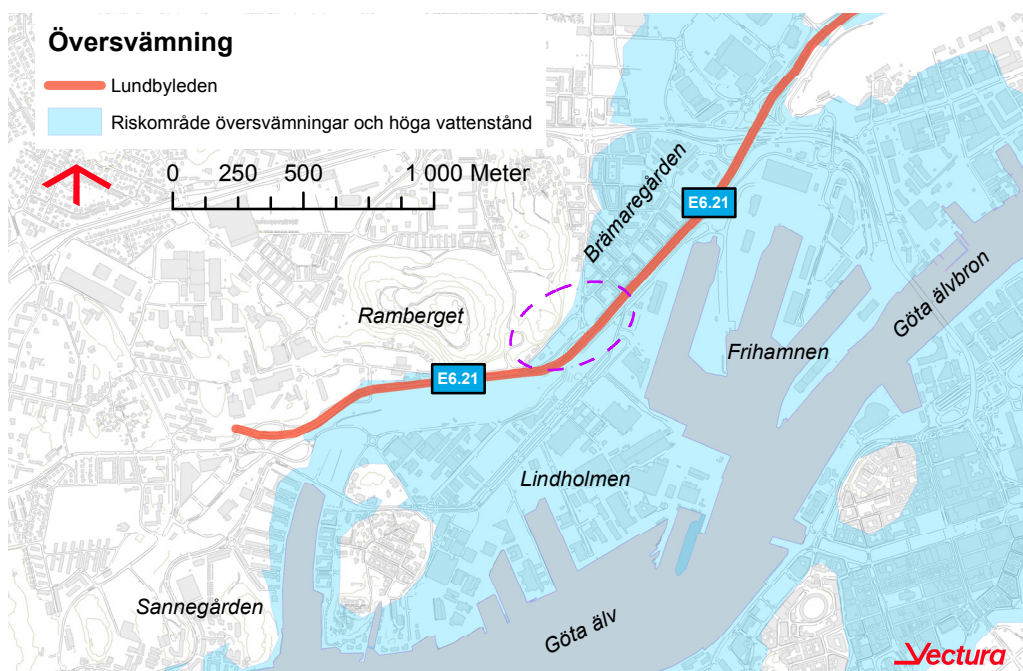 Översvämning
Lundbyleden
Riskområde översvämningar och höga vattenstånd
0 250 500 1 000 Meter
Brämaregården
E6.21
Göta älvbron
Ramberget
Frihamnen
E6.21
Lindholmen
Sannegården
Göta älv
Vectura